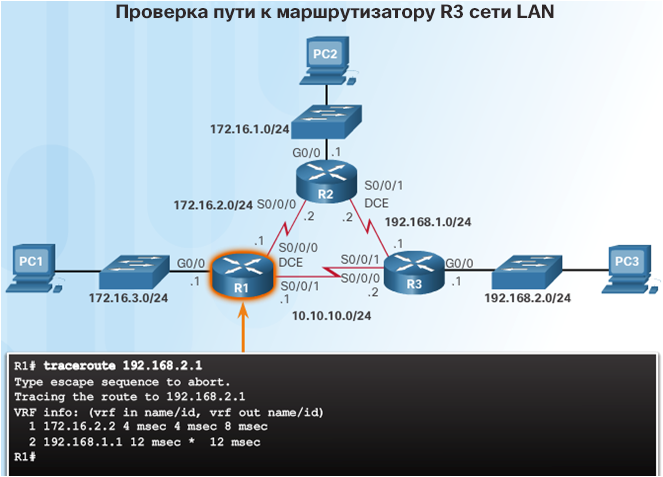 Проверка пути к маршрутизатору R3 сети LAN
PC2
172.16.1.0/24
G0/0
.1
R2
S0/0/1
DCE
172.16.2.0/24
S0/0/0
.2
.2
192.168.1.0/24
.1
S0/0/0
DCE
.1
PC1
G0/0
.1
172.16.3.0/24
R1
S0/0/1
.1
10.10.10.0/24
S0/0/1
S0/0/0
.2
R3
G0/0
.1
192.168.2.0/24
PC3
R1# traceroute 192.168.2.1
Type escape sequence to abort.
Tracing the route to 192.168.2.1
VRF info: (vrf in name/id, vrf out name/id)
1 172.16.2.2 4 msec 4 msec 8 msec
2 192.168.1.1 12 msec * 12 msec
R1#